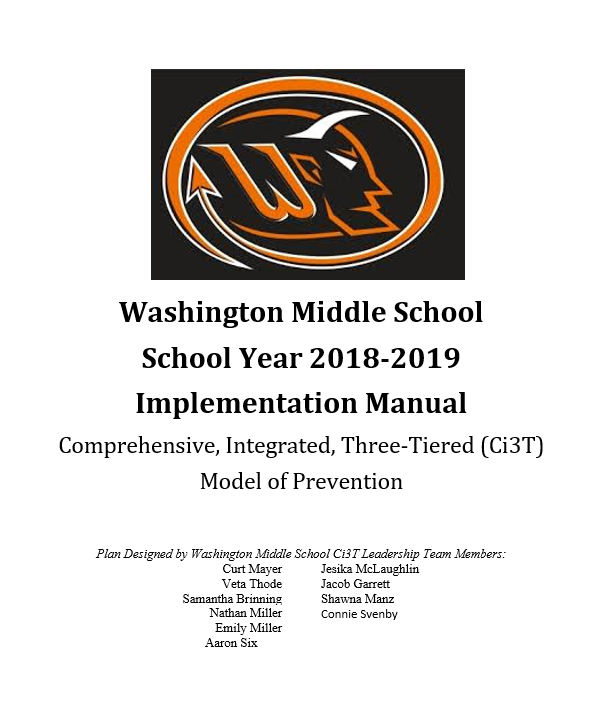 W
Washington Middle School
School Year 2018-2019
Implementation Manual
Comprehensive, Integrated, Three-Tiered (Ci3T)
Model of Prevention
Plan Designed by Washington Middle School Ci3T Leadership Team Members:
Curt Mayer Jesika McLaughlin
Veta Thode Jacob Garrett
Samantha Brinning Shawna Manz
Nathan Miller Connie Svenby
Emily Miller
Aaron Six